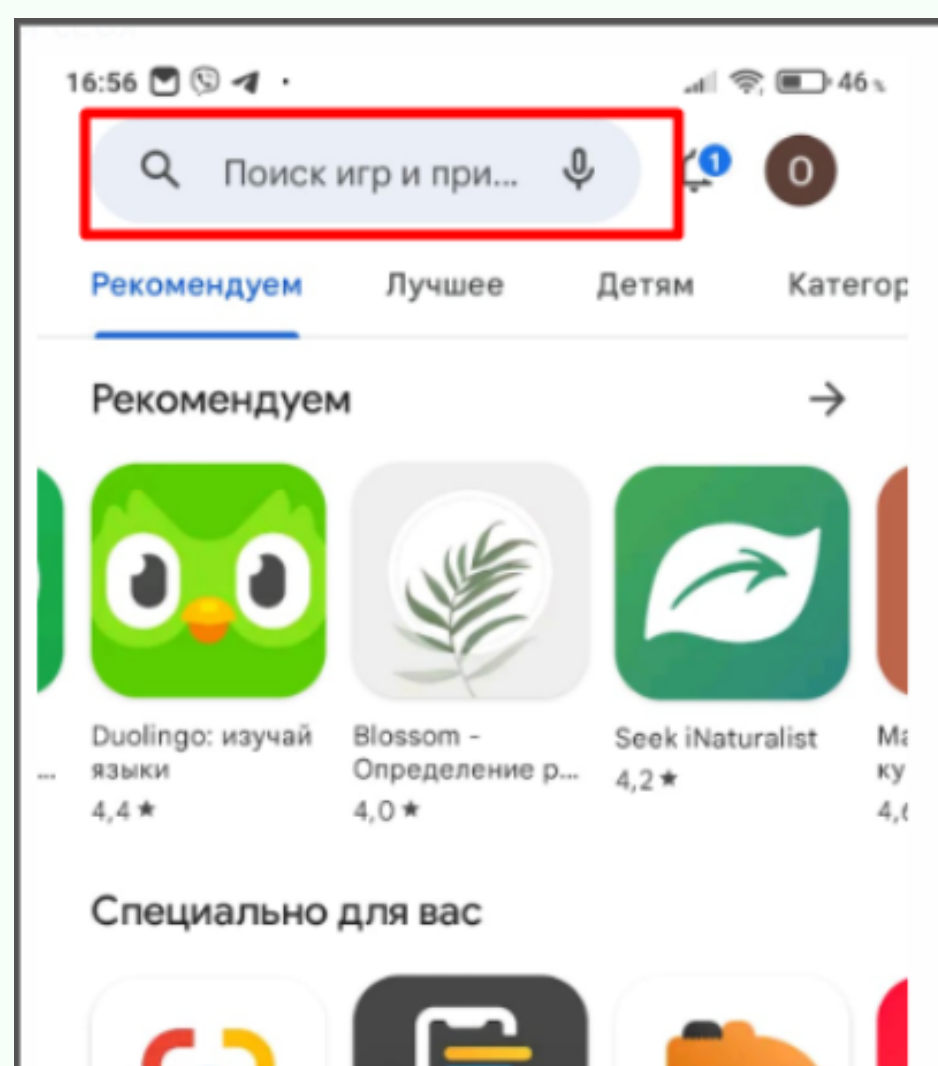 16:56 46 %
Поиск игр и при...
1
O
Рекомендуем Лучшее Детям Категор
Рекомендуем
Duolingo: изучай
языки
4,4 ★
Blossom -
Определение р...
4,0 ★
Seek iNaturalist
4,2 ★
...
ку
Специально для вас